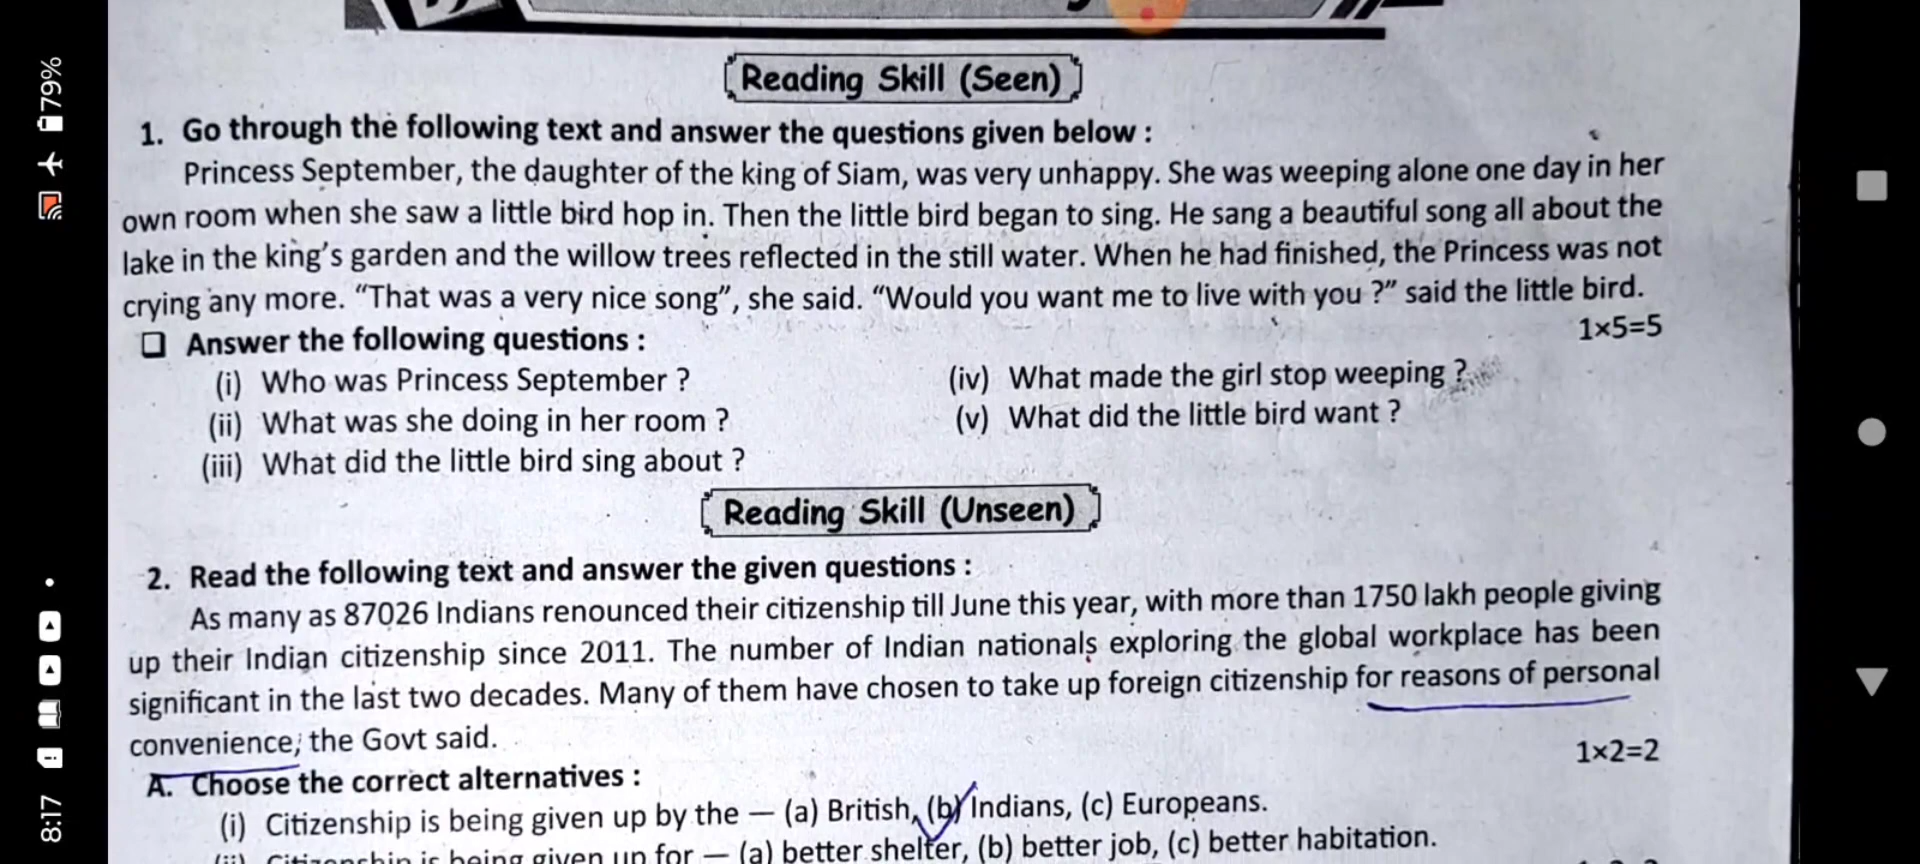 Reading Skill (Seen)
1. Go through the following text and answer the questions given below :
Princess September, the daughter of the king of Siam, was very unhappy. She was weeping alone one day in her
own room when she saw a little bird hop in. Then the little bird began to sing. He sang a beautiful song all about the
lake in the king's garden and the willow trees reflected in the still water. When he had finished, the Princess was not
crying any more. “That was a very nice song”, she said. “Would you want me to live with you ?” said the little bird.
❑ Answer the following questions : 1×5=5
(i) Who was Princess September ? (iv) What made the girl stop weeping ?
(ii) What was she doing in her room ? (v) What did the little bird want ?
(iii) What did the little bird sing about ?
Reading Skill (Unseen)
2. Read the following text and answer the given questions :
As many as 87026 Indians renounced their citizenship till June this year, with more than 1750 lakh people giving
up their Indian citizenship since 2011. The number of Indian nationals exploring the global workplace has been
significant in the last two decades. Many of them have chosen to take up foreign citizenship for reasons of personal
convenience, the Govt said.
A. Choose the correct alternatives : 1×2=2
(i) Citizenship is being given up by the — (a) British, (b) Indians, (c) Europeans.
(ii) Citizenship is being given up for — (a) better shelter, (b) better job, (c) better habitation.
79%
8:17